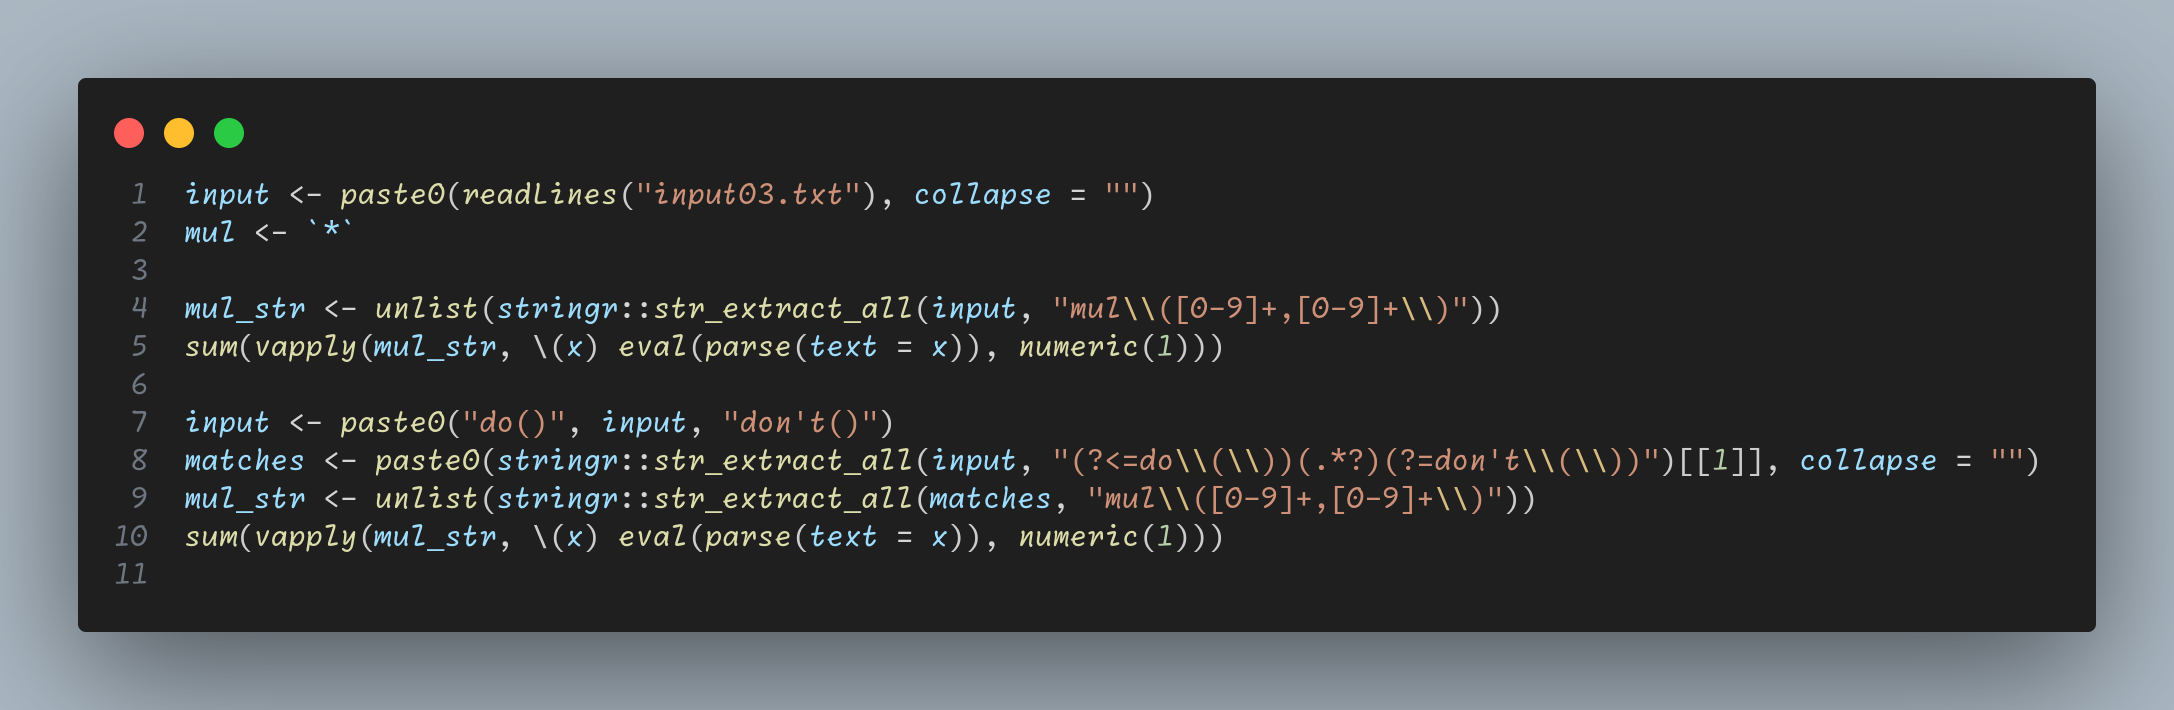 1 input <- paste0(readLines("input03.txt"), collapse = "")
2 mul <- `*`
3
4 mul_str <- unlist(stringr::str_extract_all(input, "mul\\([0-9]+,[0-9]+\\)"))
5 sum(vapply(mul_str, \(x) eval(parse(text = x)), numeric(1)))
6
7 input <- paste0("do()", input, "don't()")
8 matches <- paste0(stringr::str_extract_all(input, "(?<=do\\(\\))(.*?)(?=don't\\(\\))")[[1]], collapse = "")
9 mul_str <- unlist(stringr::str_extract_all(matches, "mul\\([0-9]+,[0-9]+\\)"))
10 sum(vapply(mul_str, \(x) eval(parse(text = x)), numeric(1)))
11